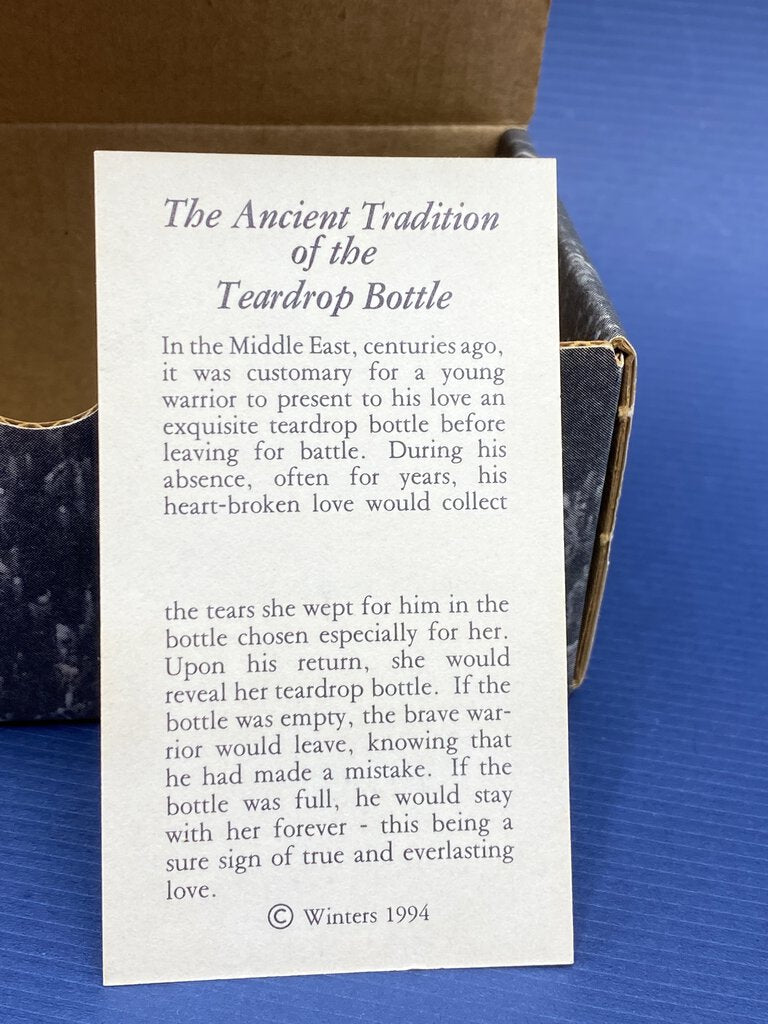 The Ancient Tradition
of the
Teardrop Bottle
In the Middle East, centuries ago,
it was customary for a young
warrior to present to his love an
exquisite teardrop bottle before
leaving for battle. During his
absence, often for years, his
heart-broken love would collect
the tears she wept for him in the
bottle chosen especially for her.
Upon his return, she would
reveal her teardrop bottle. If the
bottle was empty, the brave war-
rior would leave, knowing that
he had made a mistake. If the
bottle was full, he would stay
with her forever - this being a
sure sign of true and everlasting
love.
© Winters 1994